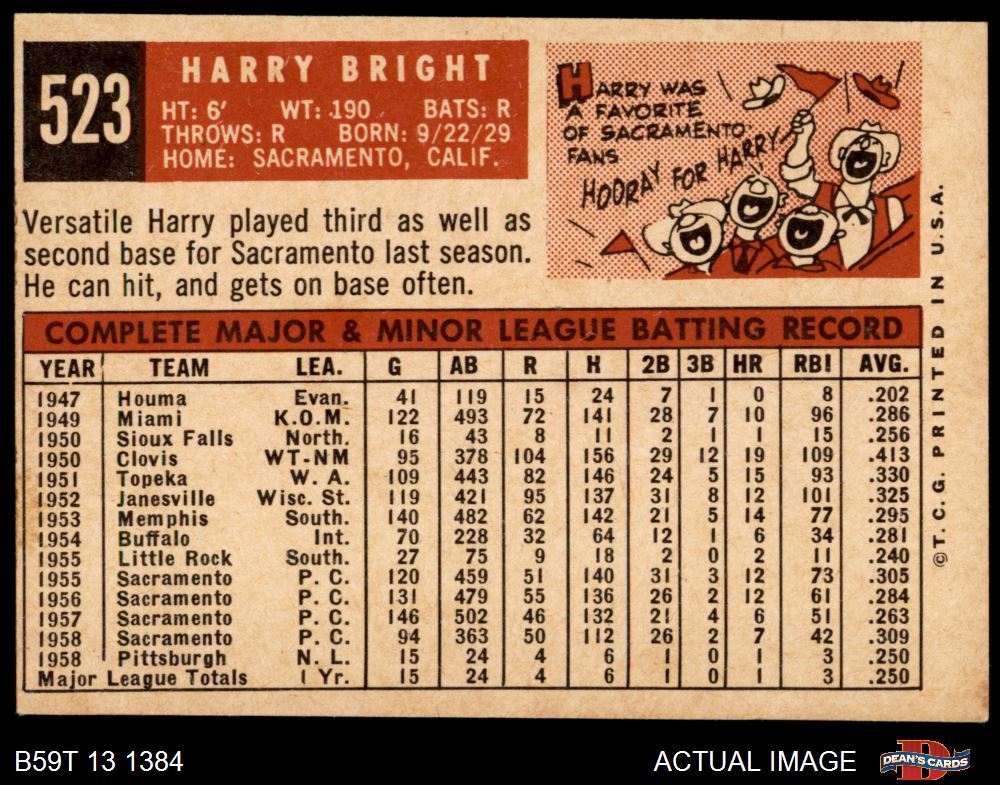 523
HARRY BRIGHT
HT: 6' WT: 190 BATS: R
THROWS: R BORN: 9/22/29
HOME: SACRAMENTO, CALIF.
HARRY WAS
A FAVORITE
OF SACRAMENTO
FANS
HOORAY FOR HARRY
Versatile Harry played third as well as
second base for Sacramento last season.
He can hit, and gets on base often.
COMPLETE MAJOR & MINOR LEAGUE BATTING RECORD
YEAR TEAM LEA. G AB R H 2B 3B HR RBI AVG.
1947 Houma Evan. 41 119 15 24 7 1 0 8 .202
1949 Miami K.O.M. 122 493 72 141 28 7 10 96 .286
1950 Sioux Falls North. 16 43 8 11 2 1 1 15 .256
1950 Clovis WT-NM 95 378 104 156 29 12 19 109 .413
1951 Topeka W. A. 109 443 82 146 24 5 15 93 .330
1952 Janesville Wisc. St. 119 421 95 137 31 8 12 101 .325
1953 Memphis South. 140 482 62 142 21 5 14 77 .295
1954 Buffalo Int. 70 228 32 64 12 1 6 34 .281
1955 Little Rock South. 27 75 9 18 2 0 2 11 .240
1955 Sacramento P. C. 120 459 51 140 31 3 12 73 .305
1956 Sacramento P. C. 131 479 55 136 26 2 12 61 .284
1957 Sacramento P. C. 146 502 46 132 21 4 6 51 .263
1958 Sacramento P. C. 94 363 50 112 26 2 7 42 .309
1958 Pittsburgh N. L. 15 24 4 6 1 0 1 3 .250
Major League Totals 1 Yr. 15 24 4 6 1 0 1 3 .250
©T. C. G. PRINTED IN U.S.A.
B59T 13 1384
ACTUAL IMAGE
D
DEAN'S CARDS